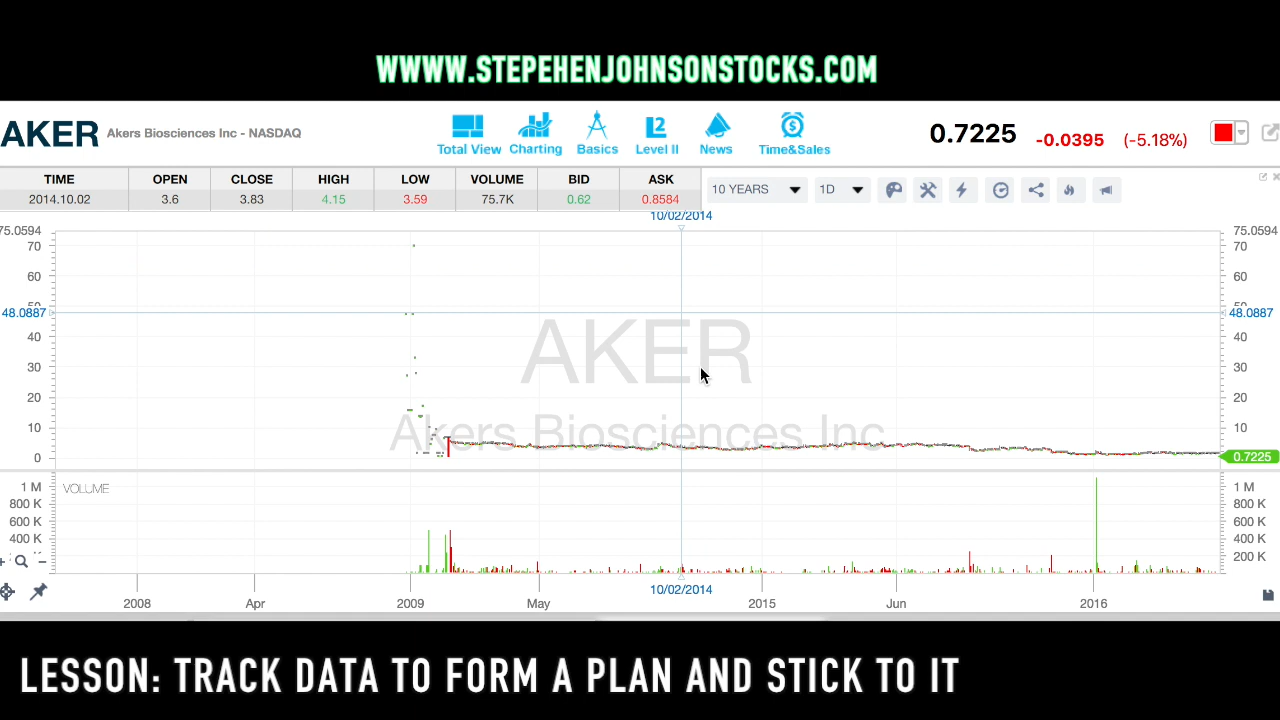 WWWW.STEPEHENJOHNSONSTOCKS.COM
AKER Akers Biosciences Inc - NASDAQ
Total View Charting Basics L2 Level II News Time&Sales
0.7225 -0.0395 (-5.18%)
TIME OPEN CLOSE HIGH LOW VOLUME BID ASK
2014.10.02 3.6 3.83 4.15 3.59 75.7K 0.62 0.8584
10 YEARS 1D
10/02/2014
75.0594 75.0594
70 70
60 60
50 50
48.0887 48.0887
40 40
30 30
20 20
10 10
0 0.7225
AKER
Akers Biosciences Inc
VOLUME
1 M 1 M
800 K 800 K
600 K 600 K
400 K 400 K
200 K
10/02/2014
2008 Apr 2009 May 2015 Jun 2016
LESSON: TRACK DATA TO FORM A PLAN AND STICK TO IT